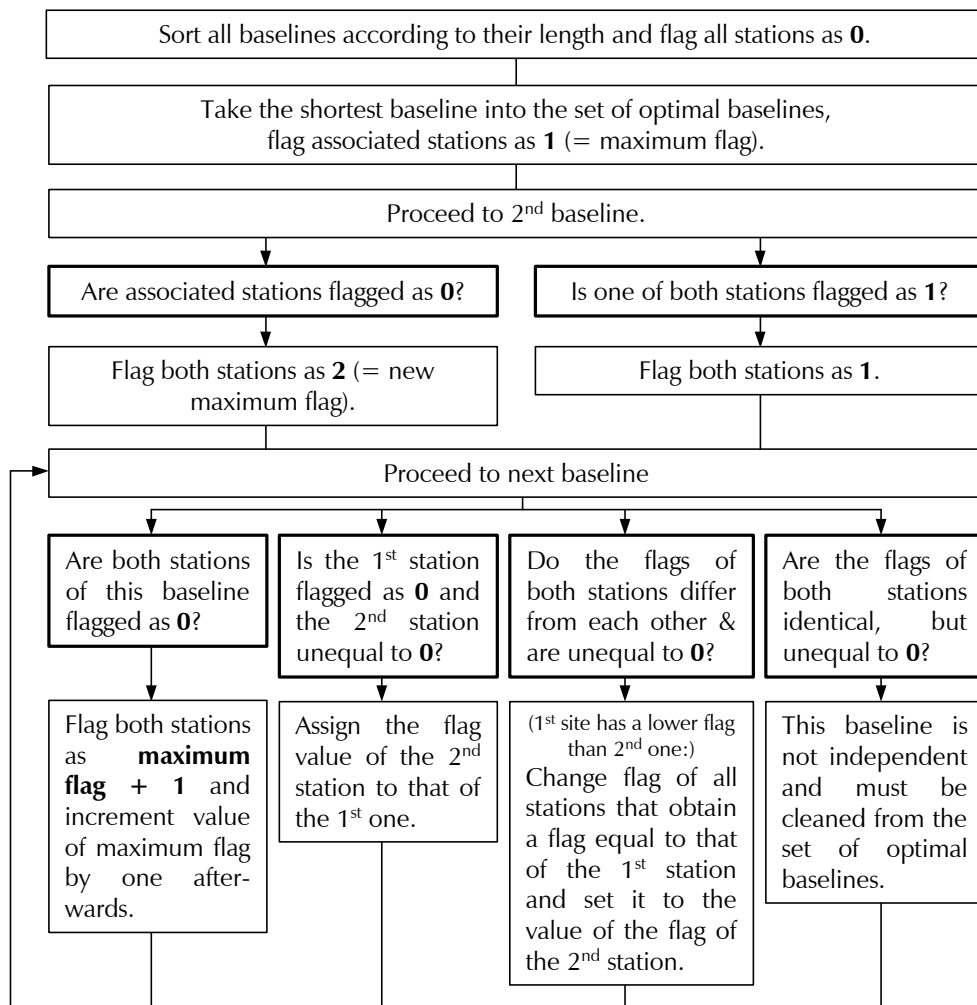 Sort all baselines according to their length and flag all stations as 0.
Take the shortest baseline into the set of optimal baselines,
flag associated stations as 1 (= maximum flag).
Proceed to 2nd baseline.
Are associated stations flagged as 0?
Is one of both stations flagged as 1?
Flag both stations as 2 (= new
maximum flag).
Flag both stations as 1.
Proceed to next baseline
Are both stations
of this baseline
flagged as 0?
Is the 1st station
flagged as 0 and
the 2nd station
unequal to 0?
Do the flags of
both stations differ
from each other &
are unequal to 0?
Are the flags of
both stations
identical, but
unequal to 0?
Flag both stations
as maximum
flag + 1 and
increment value
of maximum flag
by one after-
wards.
Assign the flag
value of the 2nd
station to that of
the 1st one.
(1st site has a lower flag
than 2nd one:)
Change flag of all
stations that obtain
a flag equal to that
of the 1st station
and set it to the
value of the flag of
the 2nd station.
This baseline is
not independent
and must be
cleaned from the
set of optimal
baselines.